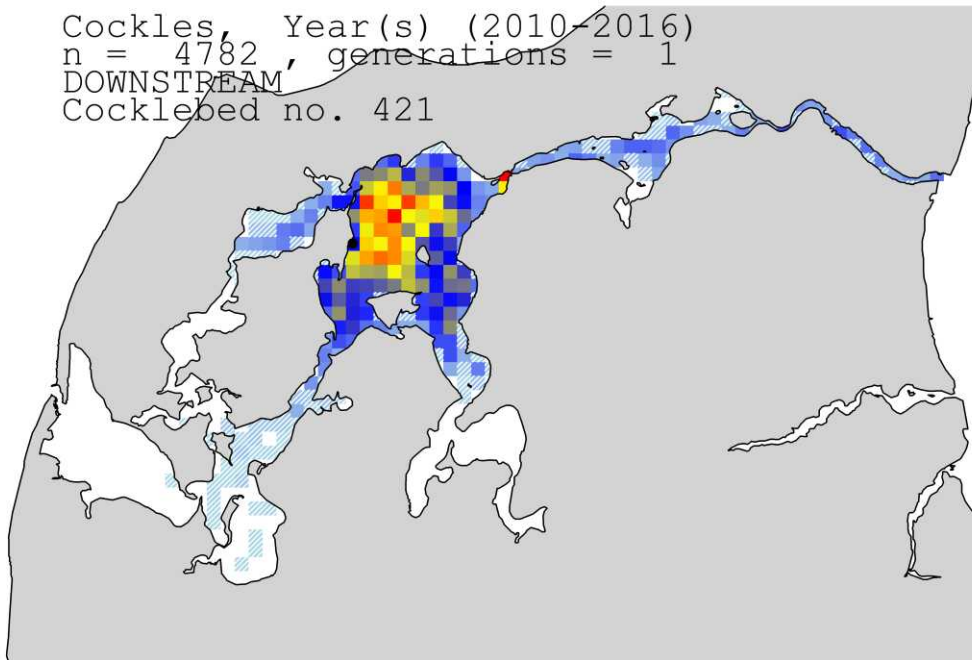 Cockles, Year(s) (2010-2016)
n = 4782 , generations = 1
DOWNSTREAM
Cocklebed no. 421